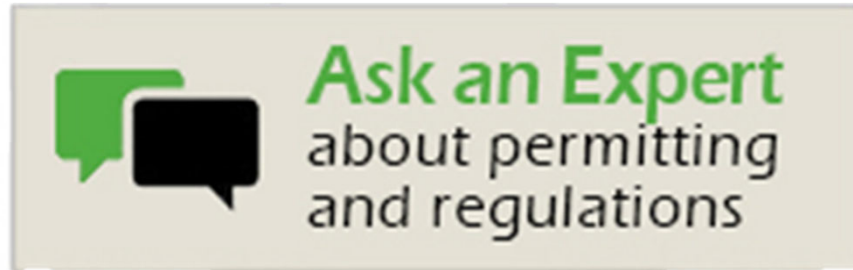 Ask an Expert
about permitting
and regulations